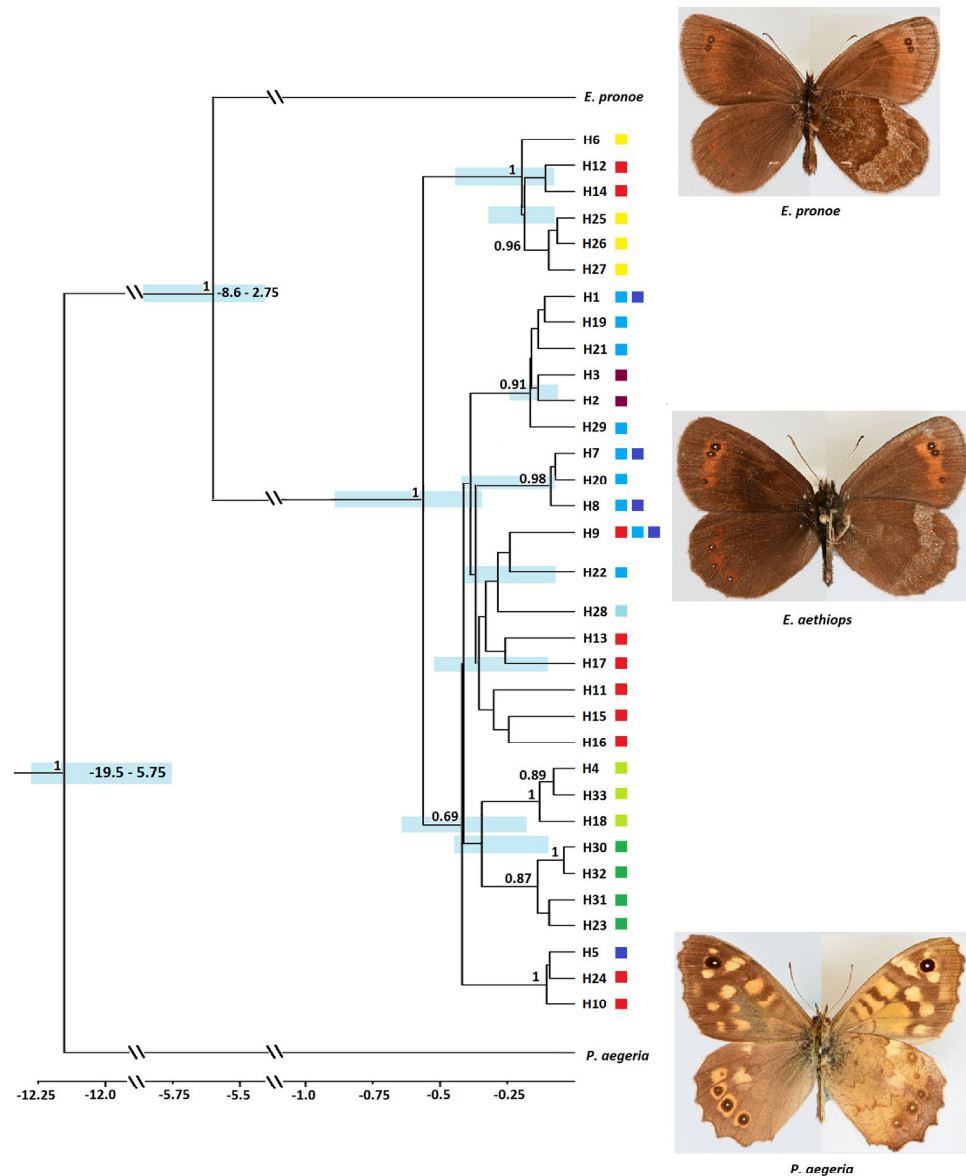 E. pronoe
H6
1
H12
H14
H25
H26
0.96
H27
1
-8.6 - 2.75
H1
H19
H21
H3
0.91
H2
H29
H7
0.98
H20
1
H8
H9
H22
H28
H13
H17
H11
H15
H16
1
-19.5 - 5.75
H4
0.89
H33
1
H18
0.69
H30
1
H32
0.87
H31
H23
H5
1
H24
H10
P. aegeria
-12.25
-12.0
-5.75
-5.5
-1.0
-0.75
-0.5
-0.25
E. pronoe
E. aethiops
P. aegeria